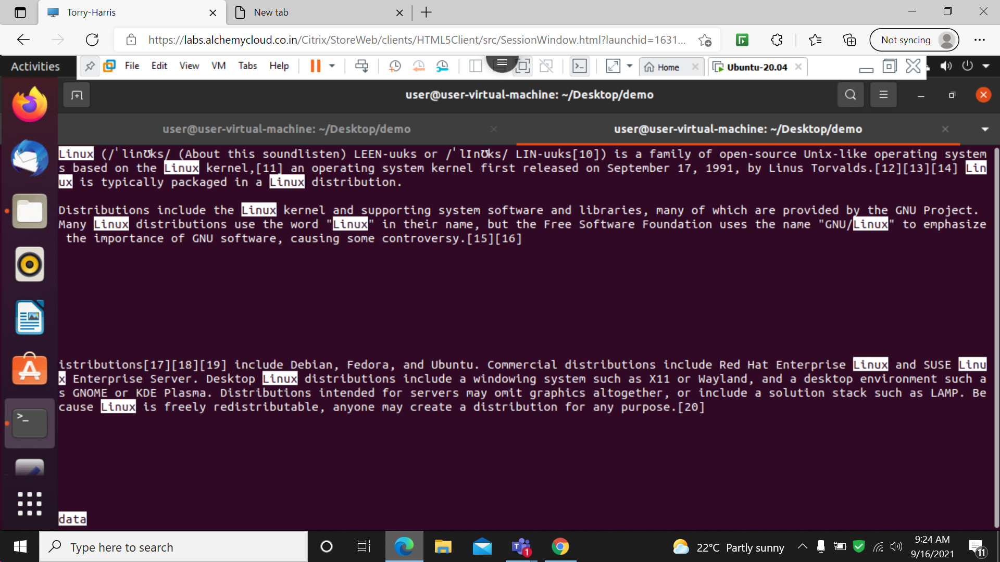 Torry-Harris
New tab
https://labs.alchemycloud.co.in/Citrix/StoreWeb/clients/HTML5Client/src/SessionWindow.html?launchid=1631...
Not syncing
Activities
File Edit View VM Tabs Help
Home
Ubuntu-20.04
user@user-virtual-machine: ~/Desktop/demo
user@user-virtual-machine: ~/Desktop/demo
user@user-virtual-machine: ~/Desktop/demo
Linux (/ˈlinʊks/ (About this soundlisten) LEEN-uuks or /ˈlɪnʊks/ LIN-uuks[10]) is a family of open-source Unix-like operating system
s based on the Linux kernel,[11] an operating system kernel first released on September 17, 1991, by Linus Torvalds.[12][13][14] Lin
ux is typically packaged in a Linux distribution.
Distributions include the Linux kernel and supporting system software and libraries, many of which are provided by the GNU Project.
Many Linux distributions use the word "Linux" in their name, but the Free Software Foundation uses the name "GNU/Linux" to emphasize
the importance of GNU software, causing some controversy.[15][16]
istributions[17][18][19] include Debian, Fedora, and Ubuntu. Commercial distributions include Red Hat Enterprise Linux and SUSE Linu
x Enterprise Server. Desktop Linux distributions include a windowing system such as X11 or Wayland, and a desktop environment such a
s GNOME or KDE Plasma. Distributions intended for servers may omit graphics altogether, or include a solution stack such as LAMP. Be
cause Linux is freely redistributable, anyone may create a distribution for any purpose.[20]
data
Type here to search
1
22°C Partly sunny
9:24 AM
9/16/2021
11